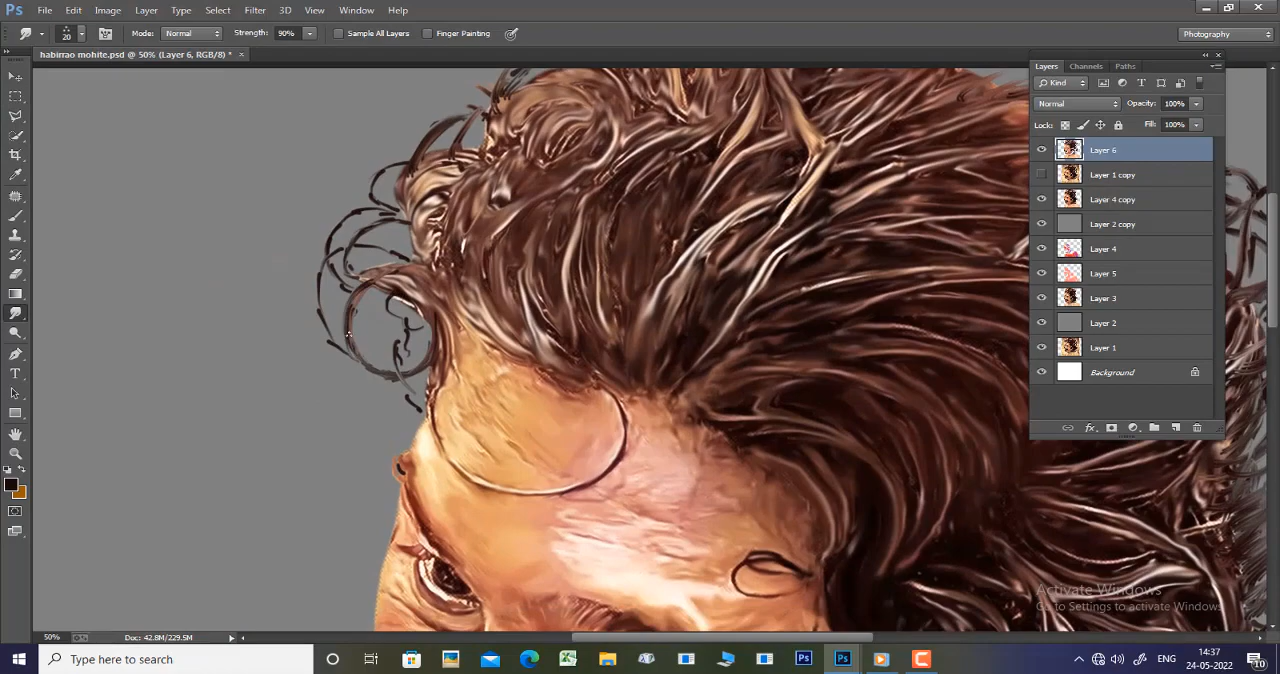 Ps File Edit Image Layer Type Select Filter 3D View Window Help
20 Mode: Normal Strength: 90% Sample All Layers Finger Painting Photography
habirrao mohite.psd @ 50% (Layer 6, RGB/8) * ×
Layers Channels Paths
Kind
Normal Opacity: 100%
Lock: Fill: 100%
Layer 6
Layer 1 copy
Layer 4 copy
Layer 2 copy
Layer 4
Layer 5
Layer 3
Layer 2
Layer 1
Background
Activate Windows
Go to Settings to activate Windows.
50% Doc: 42.8M/229.5M
Type here to search
ENG
14:37
24-05-2022
10